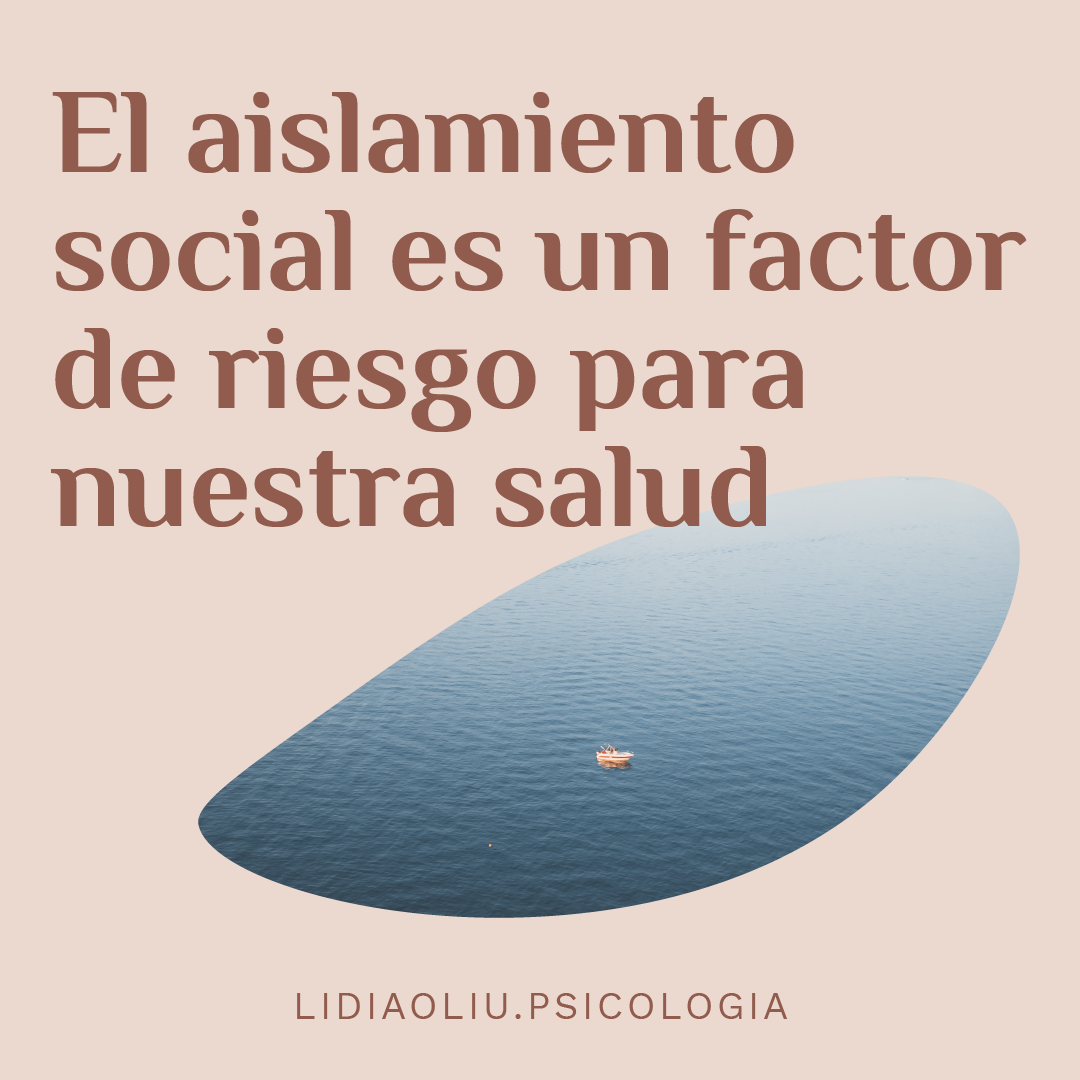 El aislamiento
social es un factor
de riesgo para
nuestra salud
LIDIAOLIU.PSICOLOGIA